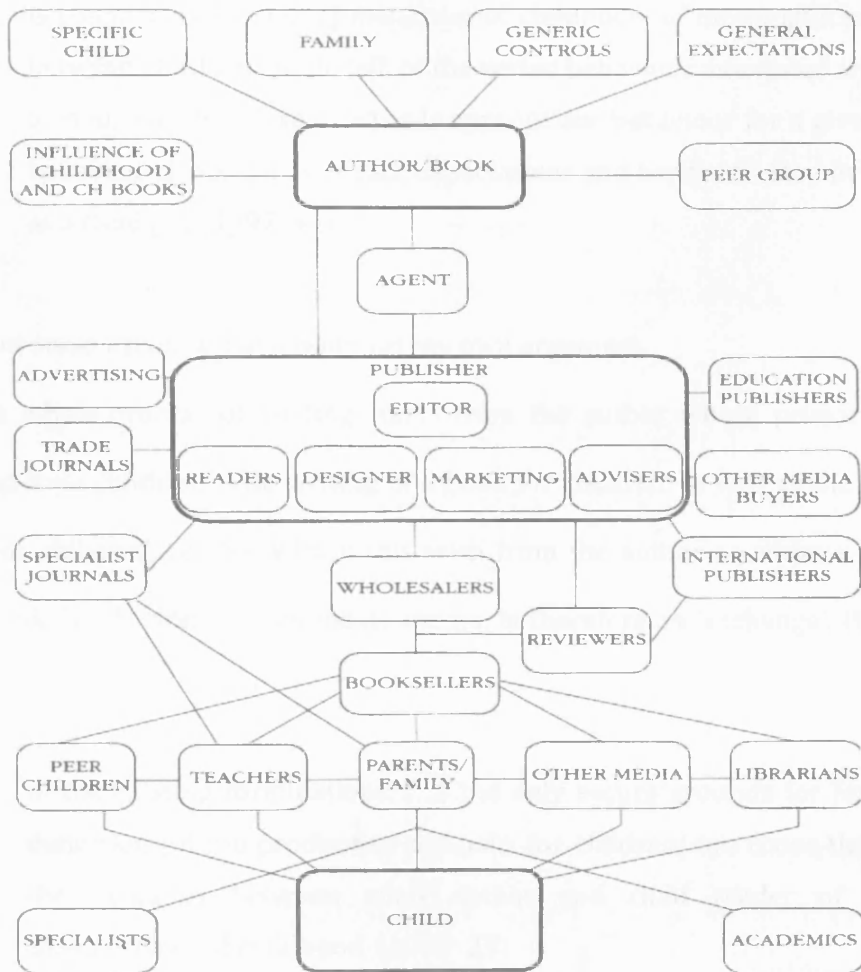 SPECIFIC
CHILD
FAMILY
GENERIC
CONTROLS
GENERAL
EXPECTATIONS
INFLUENCE OF
CHILDHOOD
AND CH BOOKS
AUTHOR/BOOK
PEER GROUP
AGENT
ADVERTISING
PUBLISHER
EDITOR
EDUCATION
PUBLISHERS
TRADE
JOURNALS
READERS
DESIGNER
MARKETING
ADVISERS
OTHER MEDIA
BUYERS
SPECIALIST
JOURNALS
WHOLESALERS
INTERNATIONAL
PUBLISHERS
REVIEWERS
BOOKSELLERS
PEER
CHILDREN
TEACHERS
PARENTS/
FAMILY
OTHER MEDIA
LIBRARIANS
SPECIALISTS
CHILD
ACADEMICS